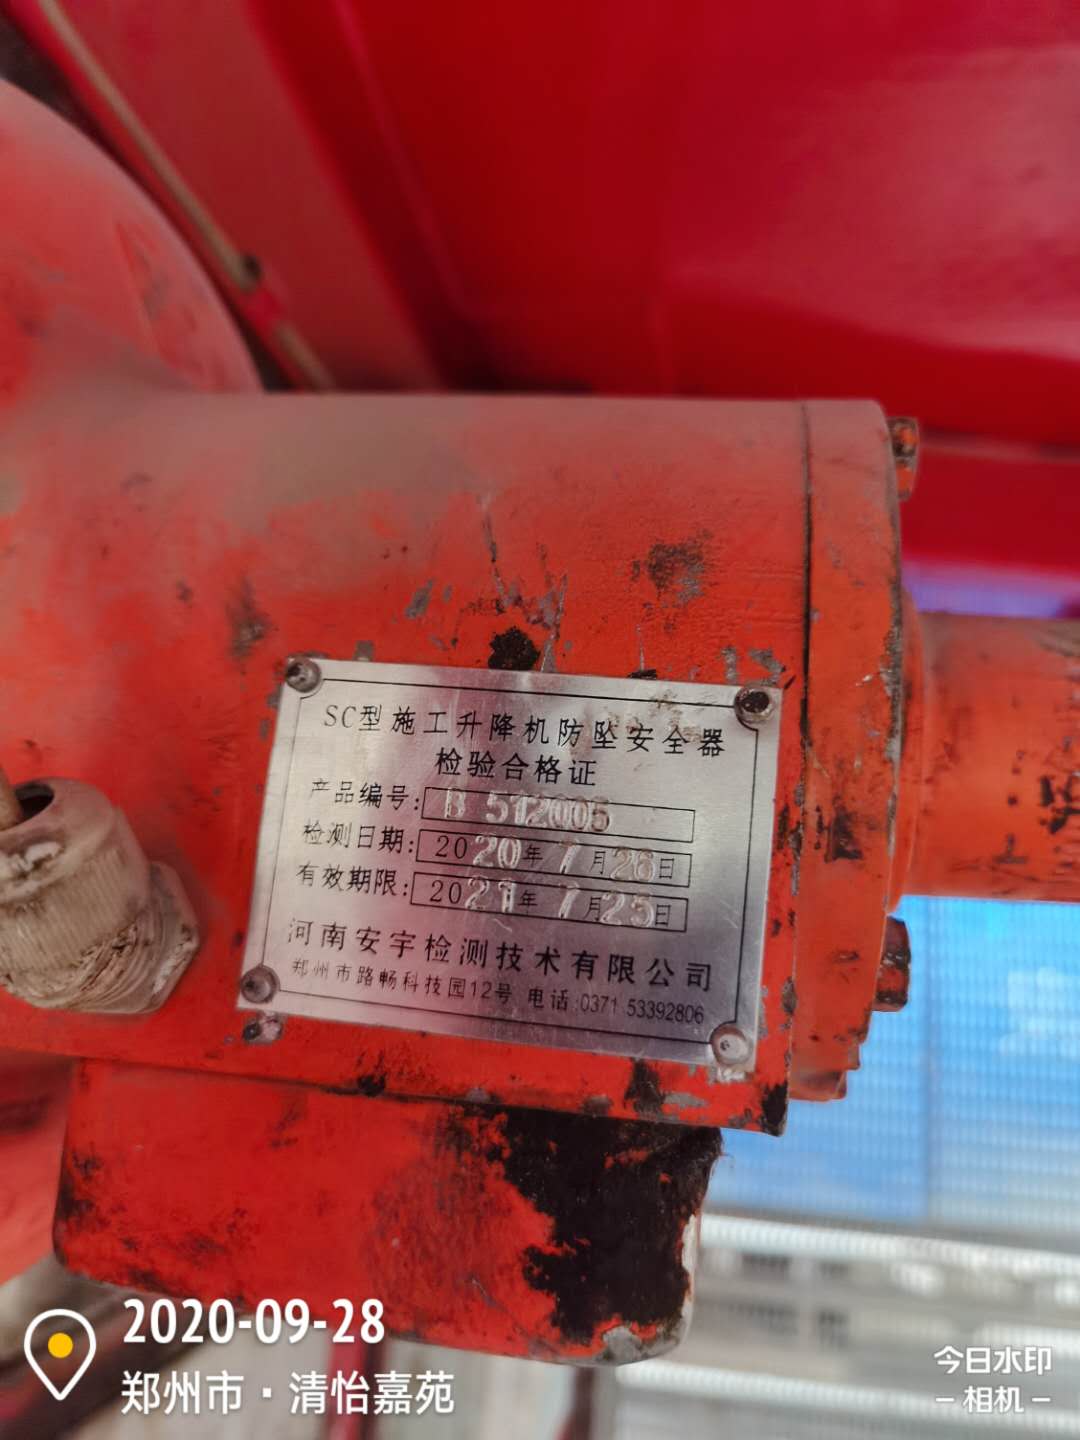 SC型施工升降机防坠安全器
检验合格证
产品编号: B 512005
检测日期: 2020年 7月26日
有效期限: 2021年 7月25日
河南安宇检测技术有限公司
郑州市路畅科技园12号 电话:0371 53392806
2020-09-28
郑州市·清怡嘉苑
今日水印
-相机-